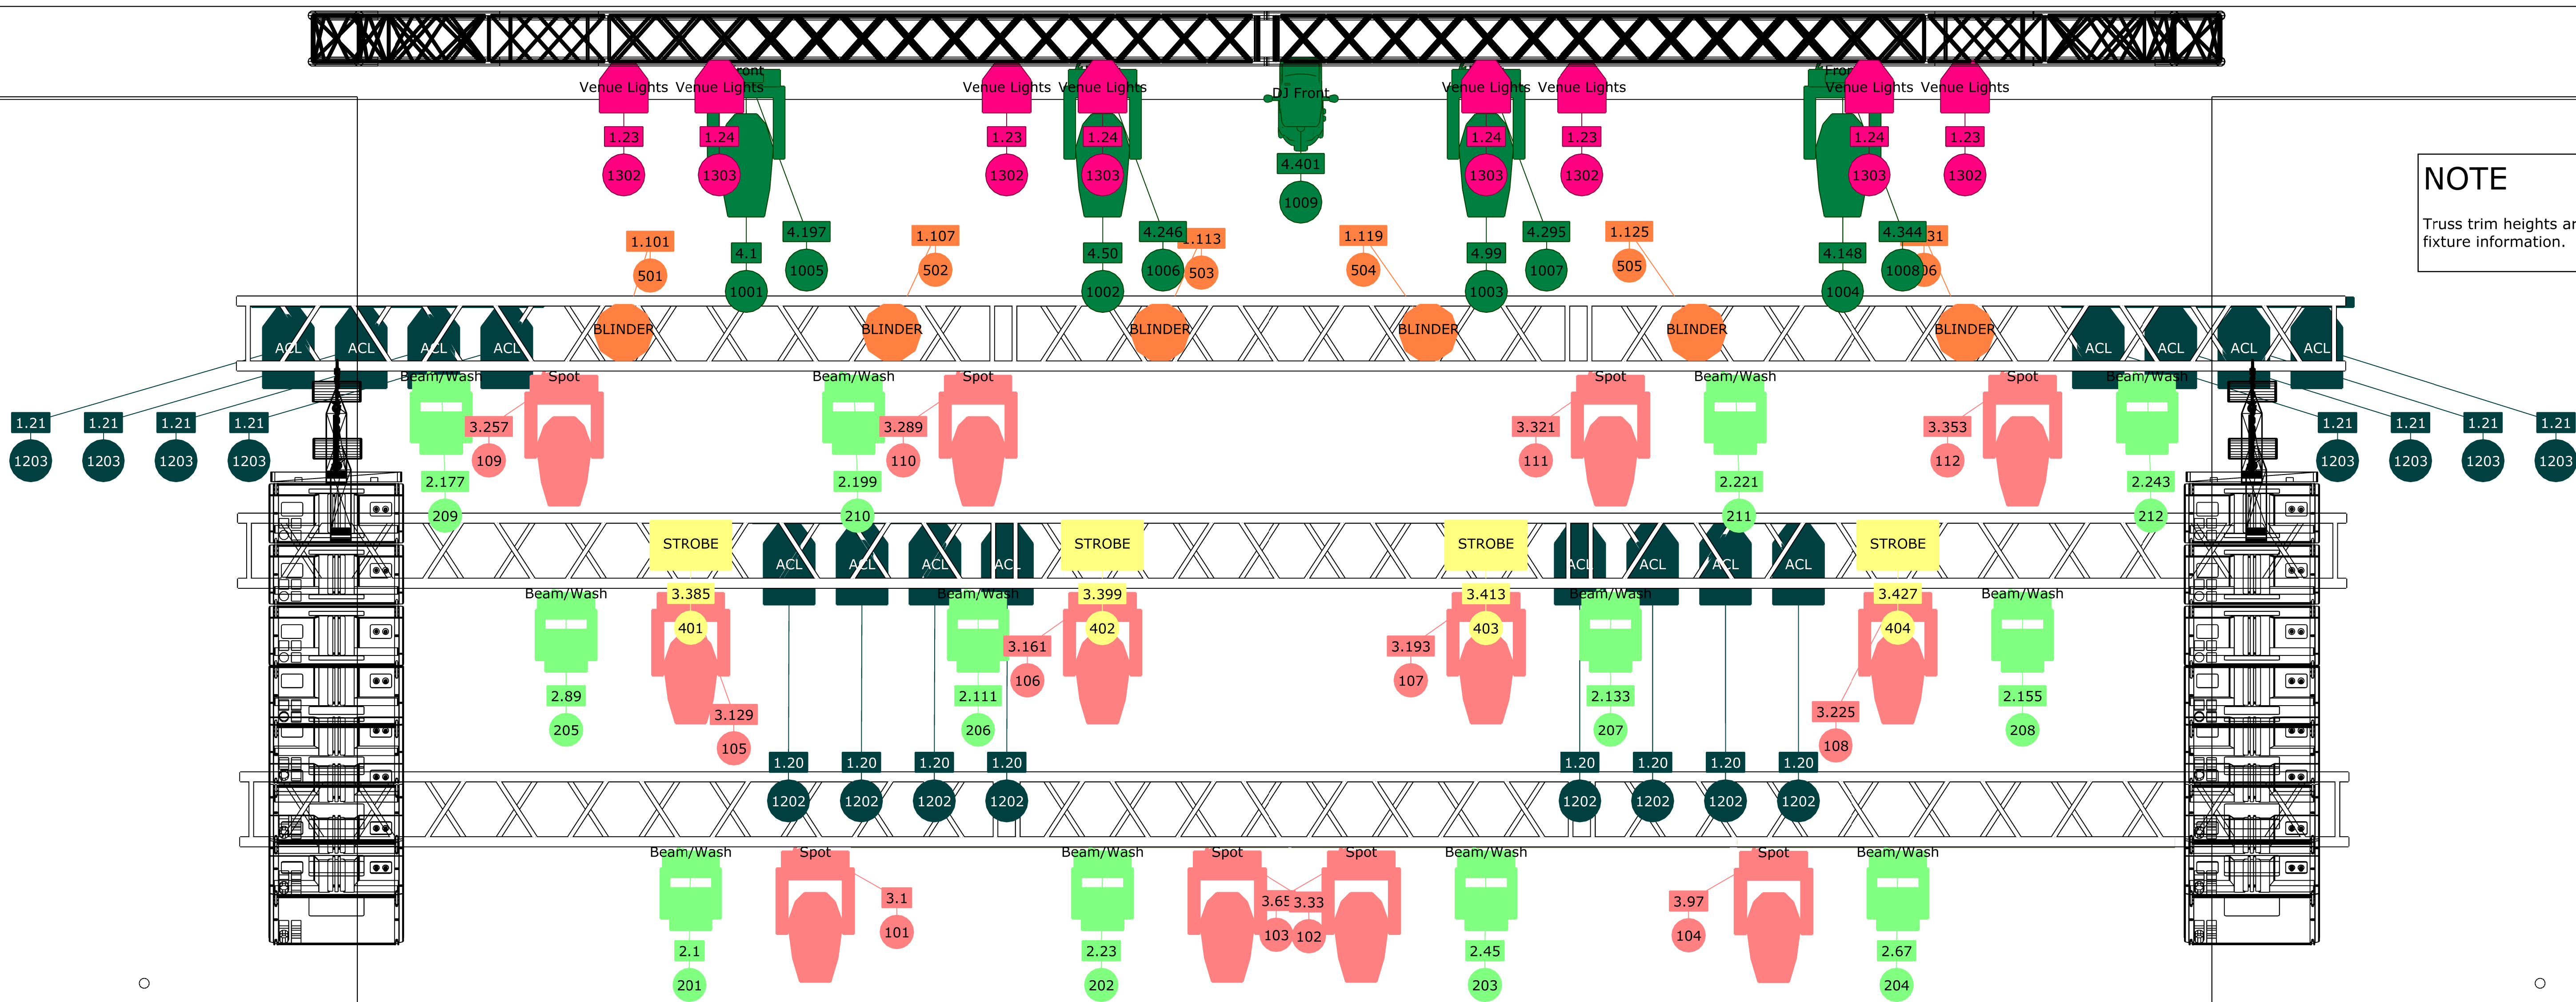 Venue Lights Venue Lights Venue Lights Venue Lights DJ Front Venue Lights Venue Lights Venue Lights Venue Lights
1.23 1.24 1.23 1.24 4.401 1.24 1.23 1.24 1.23
1302 1303 1302 1303 1009 1303 1302 1303 1302
NOTE
Truss trim heights
fixture information.
1.101 4.1 4.197 1.107 4.50 4.246 1.119 4.99 4.295 1.125 4.148 4.344
501 1001 1005 502 1002 1006 503 504 1003 1007 505 1004 1008
ACL ACL ACL ACL BLINDER BLINDER BLINDER BLINDER BLINDER BLINDER ACL ACL ACL ACL
Beam/Wash Spot Beam/Wash Spot Spot Beam/Wash Spot Beam/Wash
1.21 1.21 1.21 1.21 3.257 3.289 3.321 3.353 1.21 1.21 1.21 1.21
1203 1203 1203 1203 109 110 111 112 1203 1203 1203 1203
2.177 2.199 2.221 2.243
209 210 211 212
STROBE ACL ACL ACL ACL STROBE STROBE ACL ACL ACL ACL STROBE
Beam/Wash 3.385 Beam/Wash 3.399 3.413 Beam/Wash 3.427 Beam/Wash
401 402 403 404
3.161 3.193
106 107
2.89 2.111 2.133 2.155
3.129 3.225
205 206 207 208
105 108
1.20 1.20 1.20 1.20 1.20 1.20 1.20 1.20
1202 1202 1202 1202 1202 1202 1202 1202
Beam/Wash Spot Beam/Wash Spot Spot Beam/Wash Spot Beam/Wash
3.1 3.65 3.33 3.97
101 103 102 104
2.1 2.23 2.45 2.67
201 202 203 204